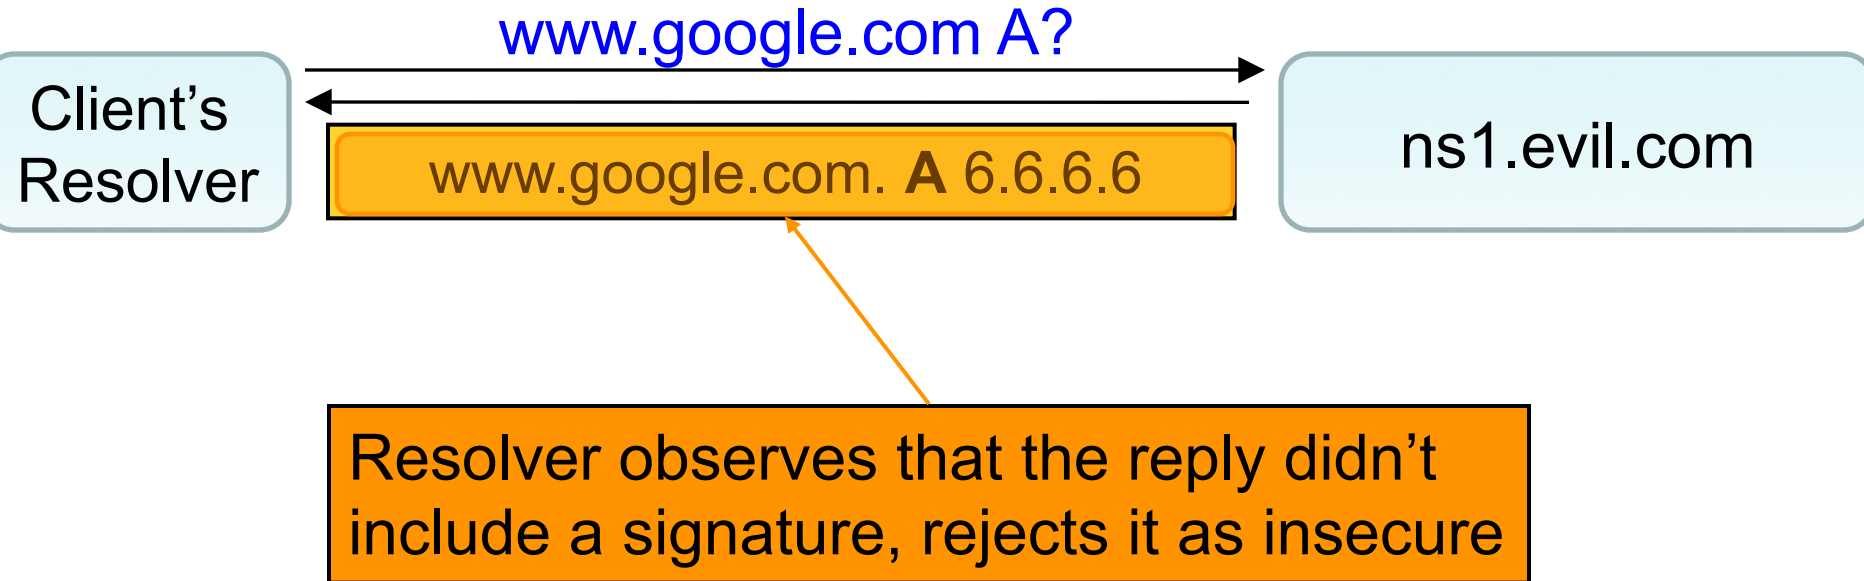 www.google.com A?
Client’s
Resolver
www.google.com. A 6.6.6.6
ns1.evil.com
Resolver observes that the reply didn’t
include a signature, rejects it as insecure